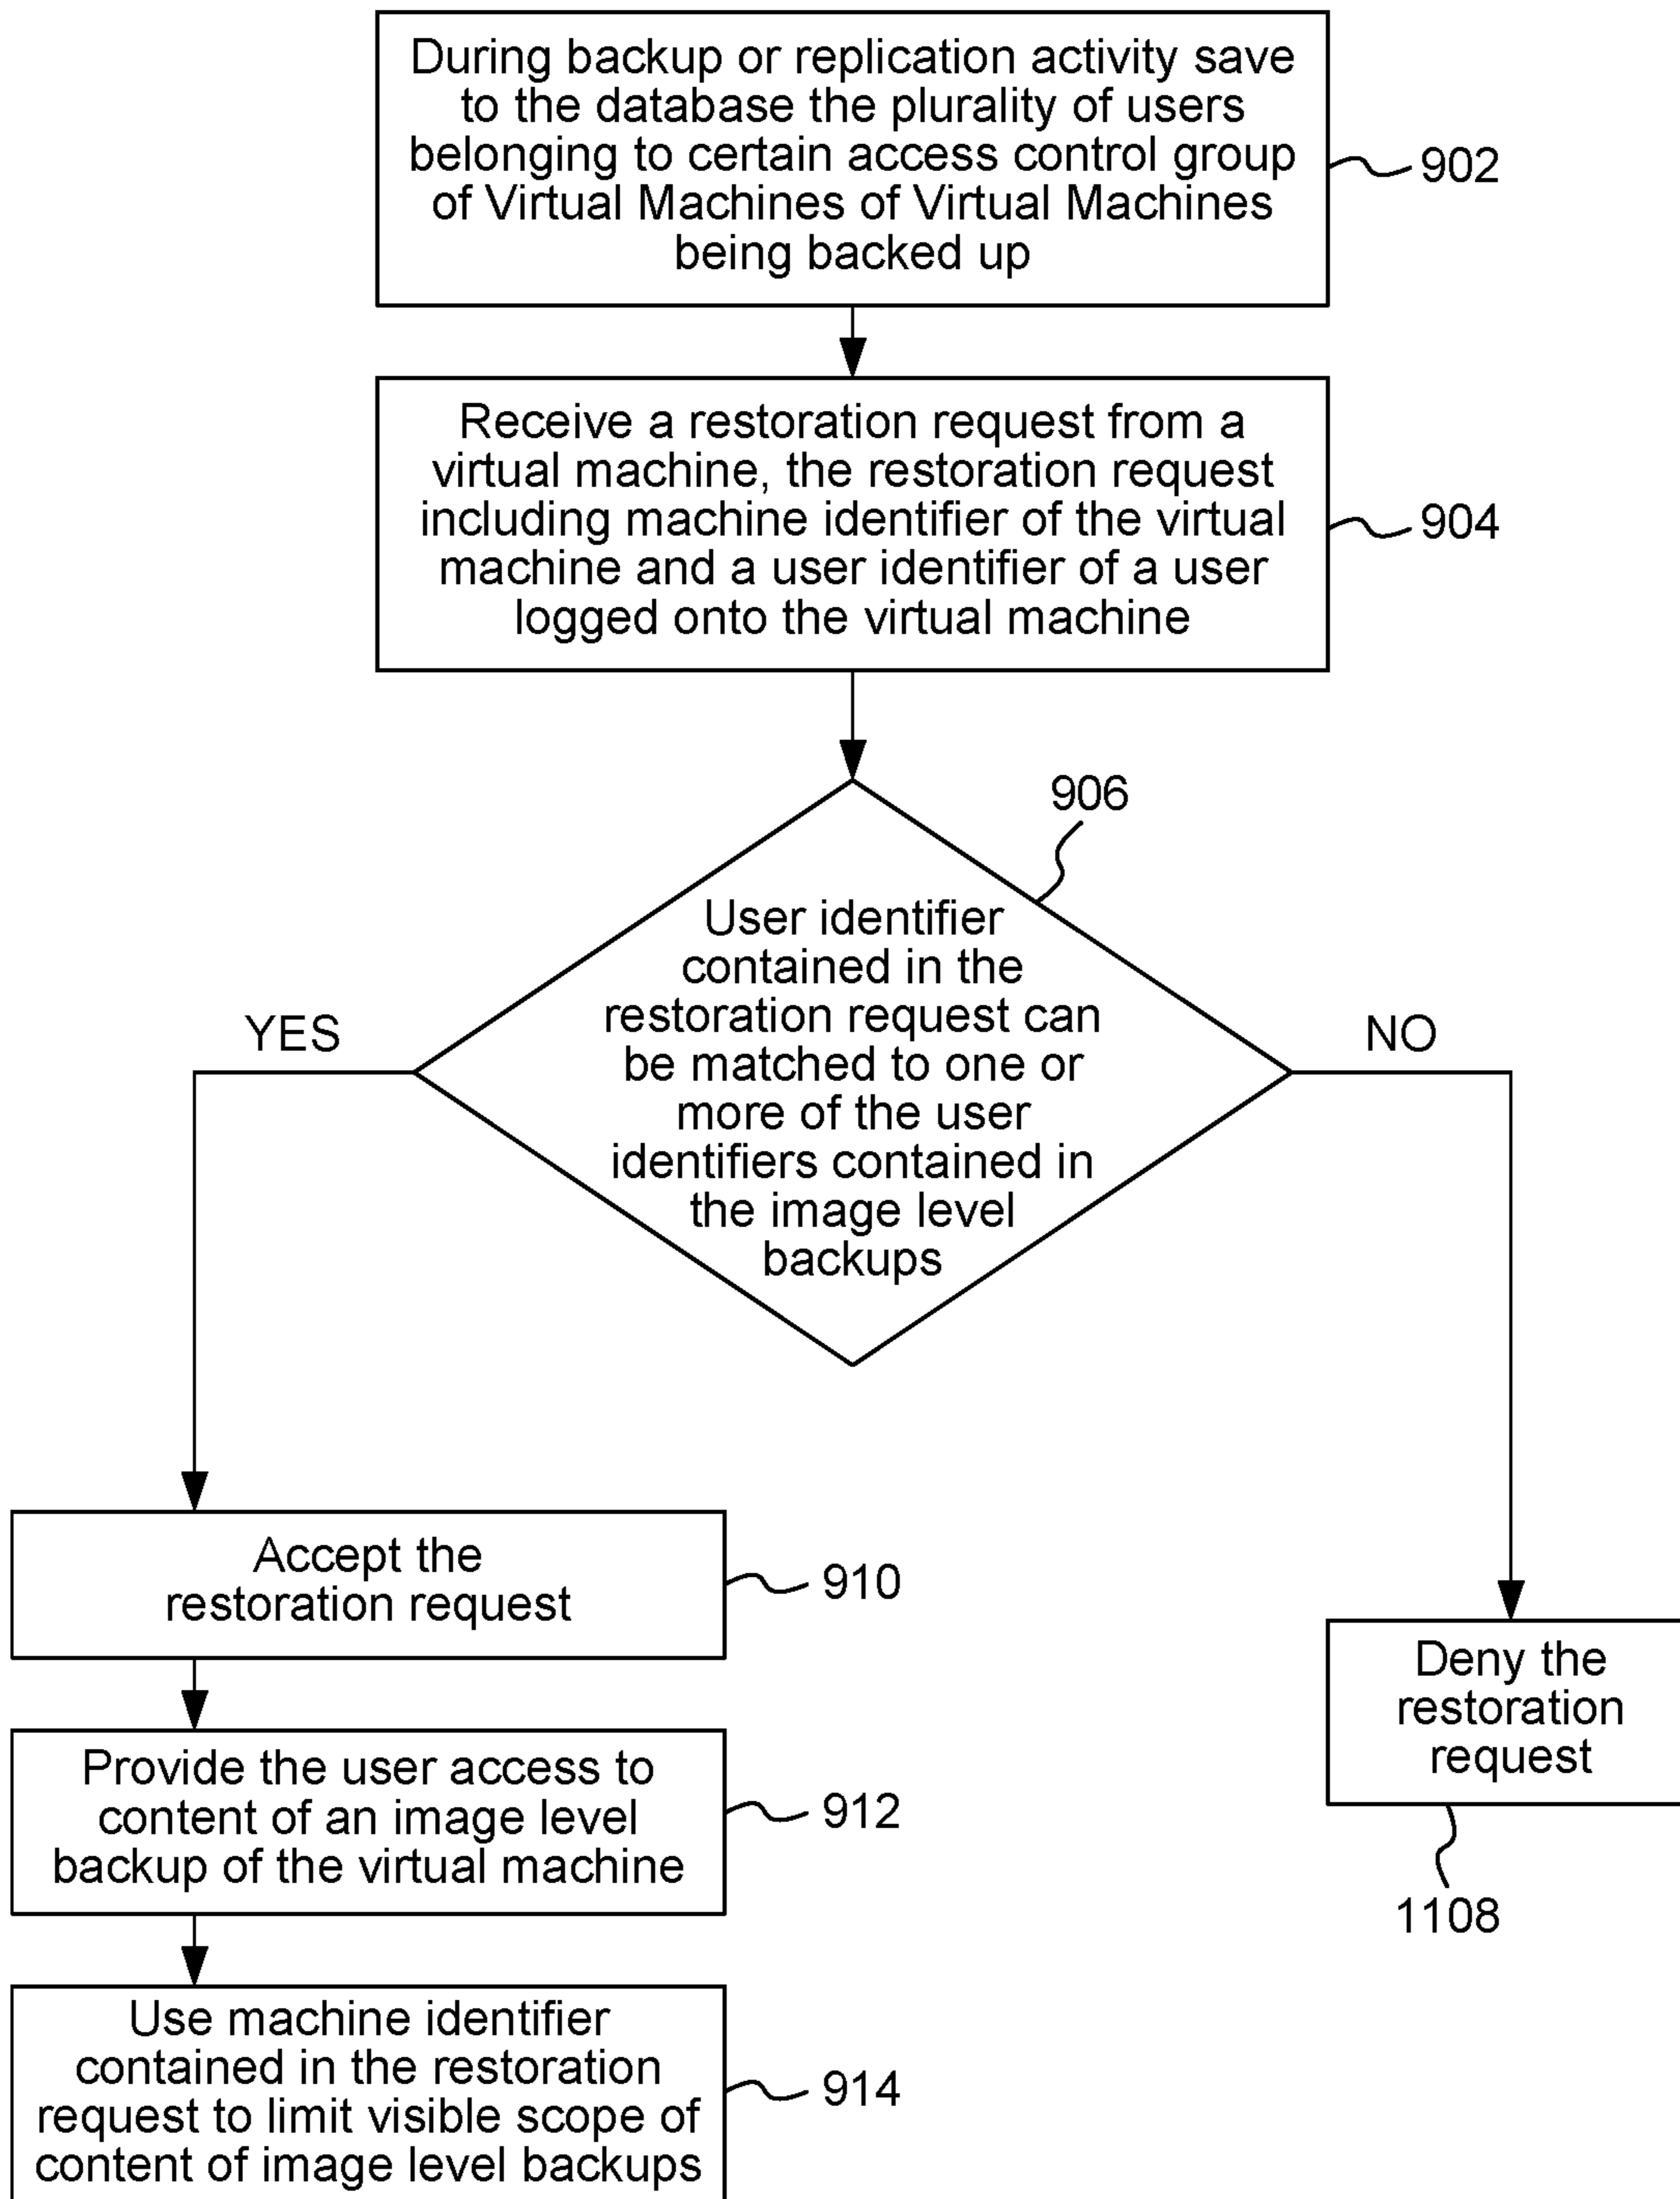 During backup or replication activity save
to the database the plurality of users
belonging to certain access control group
of Virtual Machines of Virtual Machines
being backed up
902
Receive a restoration request from a
virtual machine, the restoration request
including machine identifier of the virtual
machine and a user identifier of a user
logged onto the virtual machine
904
906
User identifier
contained in the
restoration request can
be matched to one or
more of the user
identifiers contained in
the image level
backups
YES
NO
Accept the
restoration request
910
Provide the user access to
content of an image level
backup of the virtual machine
912
Use machine identifier
contained in the restoration
request to limit visible scope of
content of image level backups
914
Deny the
restoration
request
1108